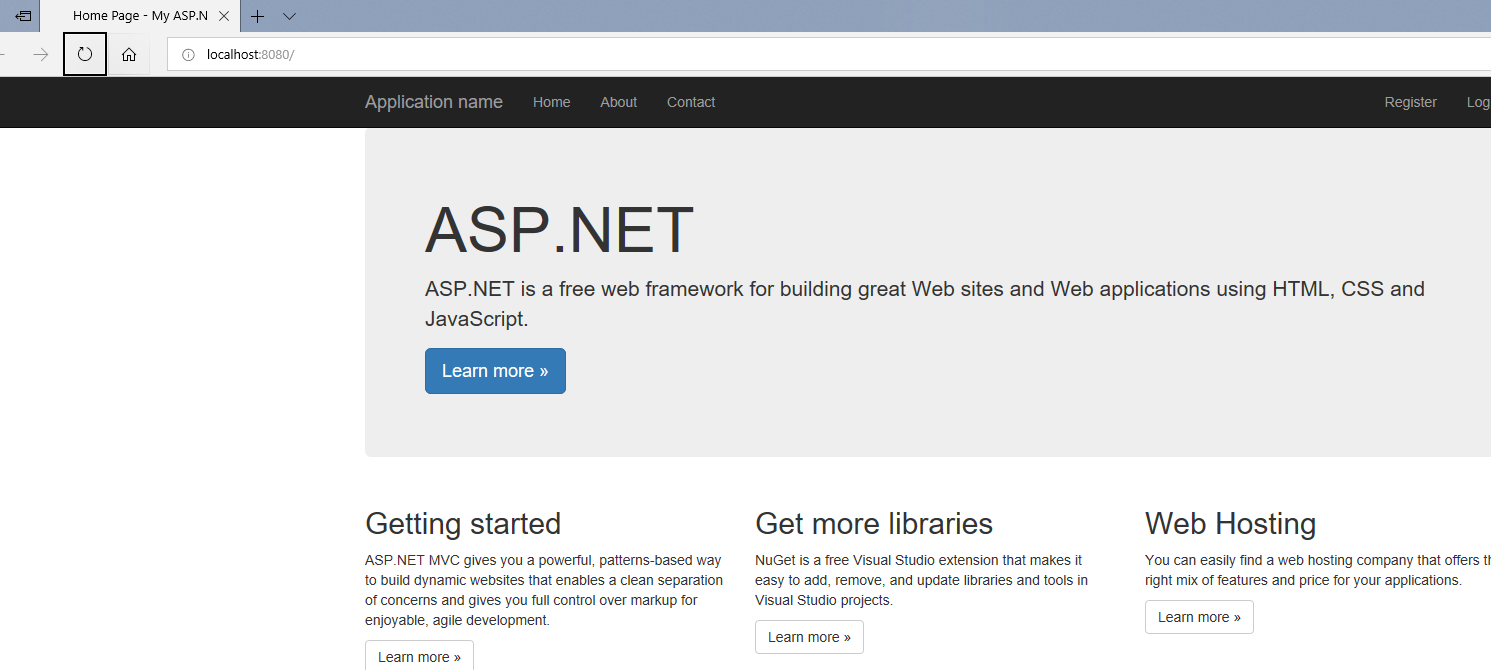 Home Page - My ASP.N
localhost:8080/
Application name Home About Contact Register Log
ASP.NET
ASP.NET is a free web framework for building great Web sites and Web applications using HTML, CSS and
JavaScript.
Learn more »
Getting started
ASP.NET MVC gives you a powerful, patterns-based way
to build dynamic websites that enables a clean separation
of concerns and gives you full control over markup for
enjoyable, agile development.
Learn more »
Get more libraries
NuGet is a free Visual Studio extension that makes it
easy to add, remove, and update libraries and tools in
Visual Studio projects.
Learn more »
Web Hosting
You can easily find a web hosting company that offers th
right mix of features and price for your applications.
Learn more »